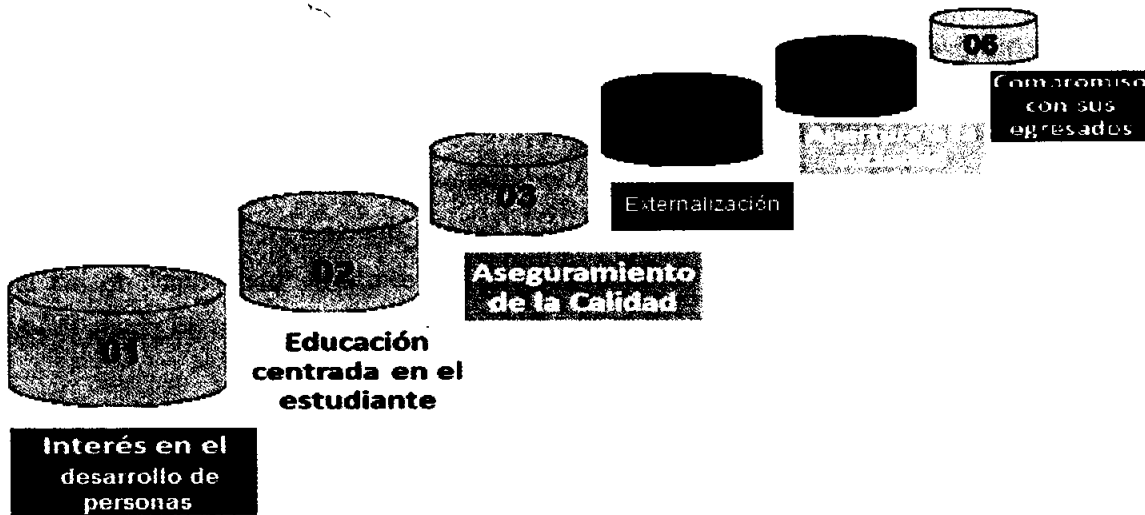 01
Interés en el
desarrollo de
personas
02
Educación
centrada en el
estudiante
03
Aseguramiento
de la Calidad
Externalización
06
Compromiso
con sus
egresados